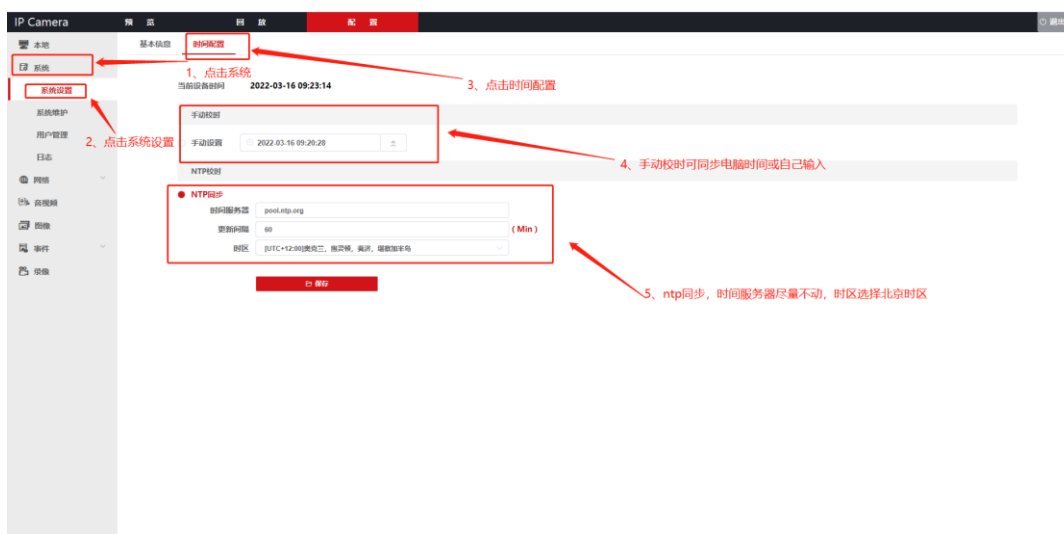 IP Camera 预 览 回 放 配 置 退出
本地 基本信息 时间配置
系统
1、点击系统
3、点击时间配置
系统设置
当前设备时间 2022-03-16 09:23:14
系统维护
手动校时
用户管理
2、点击系统设置
手动设置 2022-03-16 09:20:28
日志
4、手动校时可同步电脑时间或自己输入
网络
NTP校时
音视频
NTP同步
时间服务器 pool.ntp.org
图像
更新间隔 60 ( Min )
事件
时区 [UTC+12:00]奥克兰，惠灵顿，斐济，堪察加半岛
录像
保存
5、ntp同步，时间服务器尽量不动，时区选择北京时区